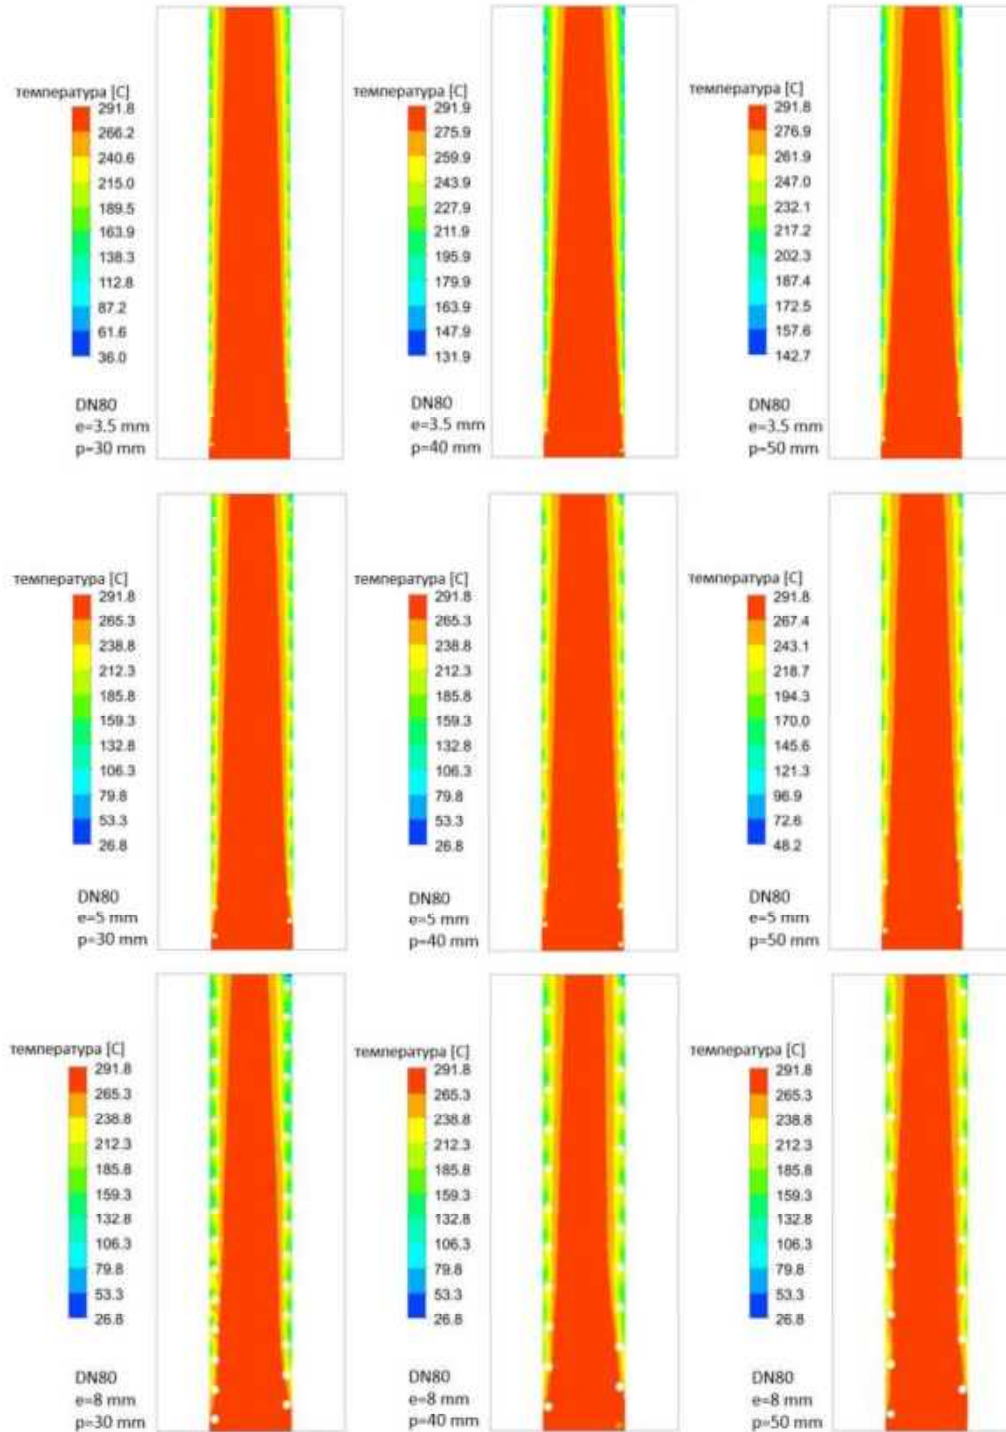 температура [C]
291.8
266.2
240.6
215.0
189.5
163.9
138.3
112.8
87.2
61.6
36.0
DN80
e=3.5 mm
p=30 mm
температура [C]
291.9
275.9
259.9
243.9
227.9
211.9
195.9
179.9
163.9
147.9
131.9
DN80
e=3.5 mm
p=40 mm
температура [C]
291.8
276.9
261.9
247.0
232.1
217.2
202.3
187.4
172.5
157.6
142.7
DN80
e=3.5 mm
p=50 mm
температура [C]
291.8
265.3
238.8
212.3
185.8
159.3
132.8
106.3
79.8
53.3
26.8
DN80
e=5 mm
p=30 mm
температура [C]
291.8
265.3
238.8
212.3
185.8
159.3
132.8
106.3
79.8
53.3
26.8
DN80
e=5 mm
p=40 mm
температура [C]
291.8
267.4
243.1
218.7
194.3
170.0
145.6
121.3
96.9
72.6
48.2
DN80
e=5 mm
p=50 mm
температура [C]
291.8
265.3
238.8
212.3
185.8
159.3
132.8
106.3
79.8
53.3
26.8
DN80
e=8 mm
p=30 mm
температура [C]
291.8
265.3
238.8
212.3
185.8
159.3
132.8
106.3
79.8
53.3
26.8
DN80
e=8 mm
p=40 mm
температура [C]
291.8
265.3
238.8
212.3
185.8
159.3
132.8
106.3
79.8
53.3
26.8
DN80
e=8 mm
p=50 mm